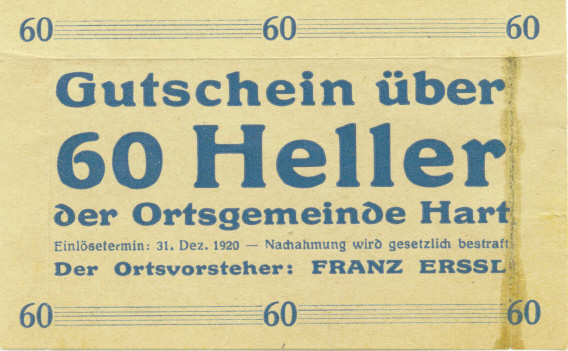 60 60 60
Gutschein über
60 Heller
der Ortsgemeinde Hart
Einlösetermin: 31. Dez. 1920 — Nachahmung wird gesetzlich bestraft
Der Ortsvorsteher: FRANZ ERSSL
60 60 60